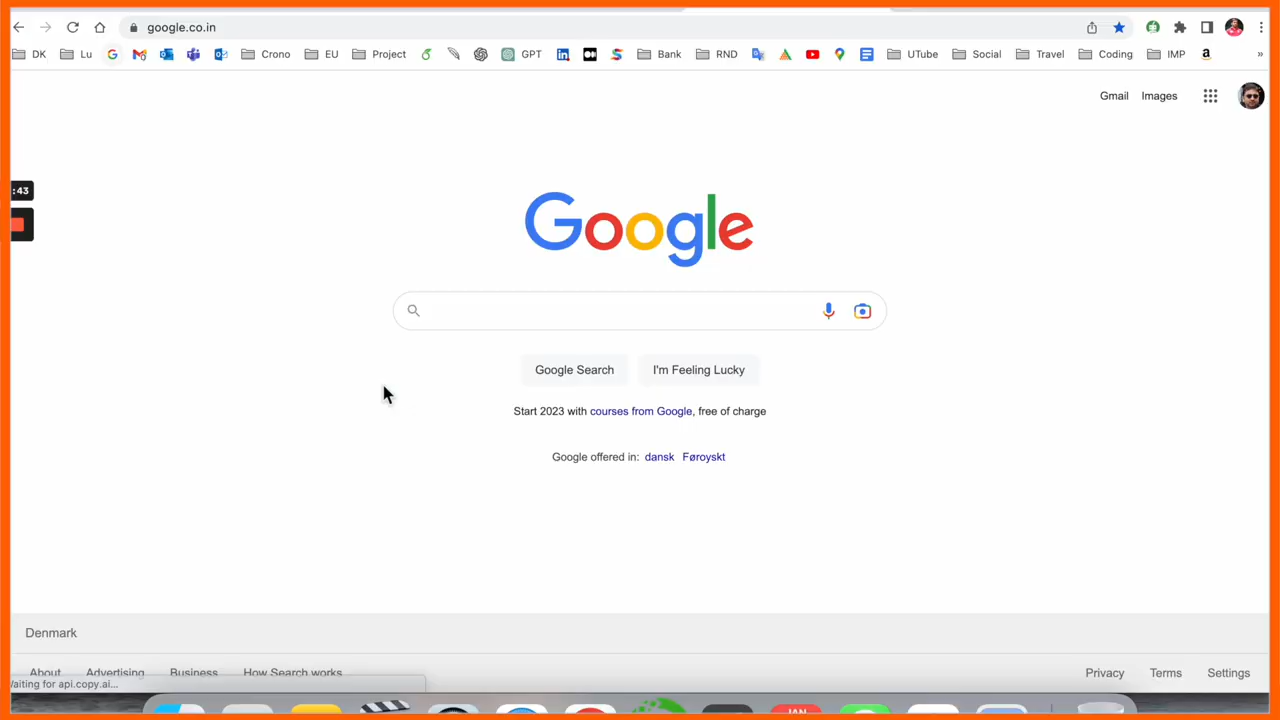 google.co.in
DK Lu Crono EU Project GPT Bank RND UTube Social Travel Coding IMP »
Gmail Images
:43
Google
Google Search I'm Feeling Lucky
Start 2023 with courses from Google, free of charge
Google offered in: dansk Føroyskt
Denmark
About Advertising Business How Search works Privacy Terms Settings
aiting for api.copy.ai...
JAN